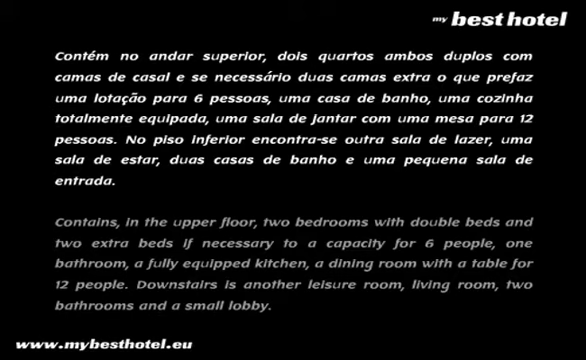 my best hotel
Contém no andar superior, dois quartos ambos duplos com
camas de casal e se necessário duas camas extra o que prefaz
uma lotação para 6 pessoas, uma casa de banho, uma cozinha
totalmente equipada, uma sala de jantar com uma mesa para 12
pessoas. No piso inferior encontra-se outra sala de lazer, uma
sala de estar, duas casas de banho e uma pequena sala de
entrada.
Contains, in the upper floor, two bedrooms with double beds and
two extra beds if necessary to a capacity for 6 people, one
bathroom, a fully equipped kitchen, a dining room with a table for
12 people. Downstairs is another leisure room, living room, two
bathrooms and a small lobby.
www.mybesthotel.eu